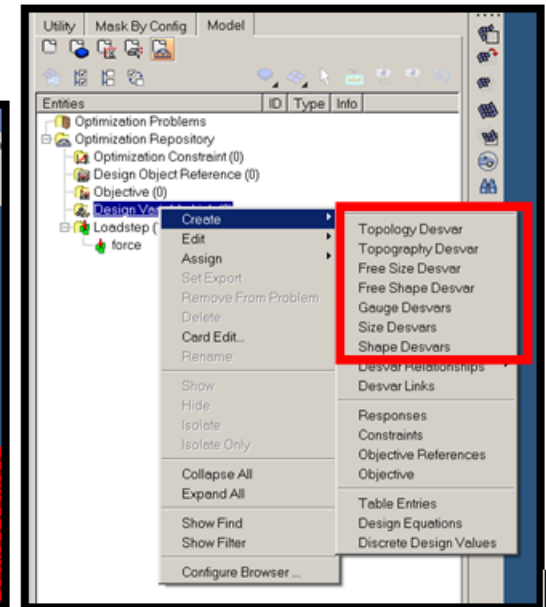 Utility Mask By Config Model
Entities ID Type Info
Optimization Problems
Optimization Repository
Optimization Constraint (0)
Design Object Reference (0)
Objective (0)
Design
Loadstep (
force
Create
Edit
Assign
Set Export
Remove From Problem
Delete
Card Edit...
Rename
Show
Hide
Isolate
Isolate Only
Collapse All
Expand All
Show Find
Show Filter
Configure Browser ...
Topology Desvar
Topography Desvar
Free Size Desvar
Free Shape Desvar
Gauge Desvars
Size Desvars
Shape Desvars
Desvar Relationships
Desvar Links
Responses
Constraints
Objective References
Objective
Table Entries
Design Equations
Discrete Design Values